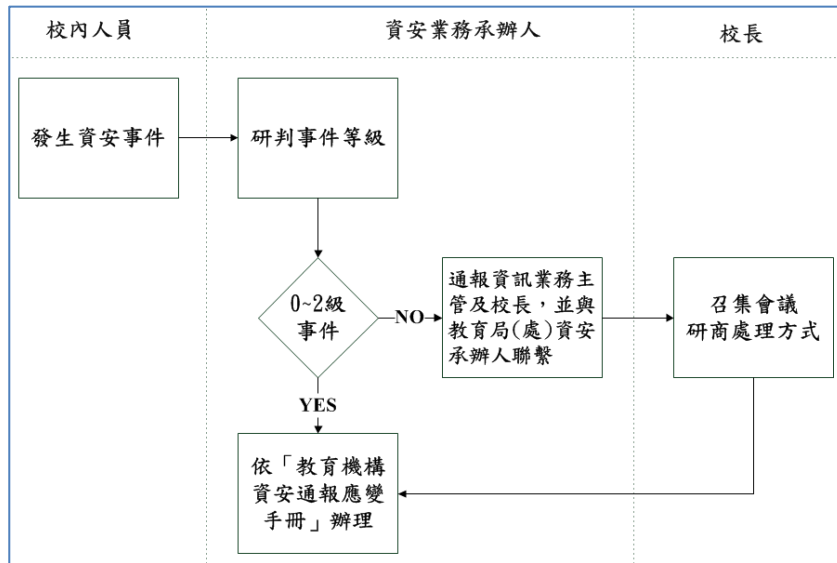 校內人員
資安業務承辦人
校長
發生資安事件
研判事件等級
0~2級
事件
NO
通報資訊業務主
管及校長，並與
教育局(處)資安
承辦人聯繫
召集會議
研商處理方式
YES
依「教育機構
資安通報應變
手冊」辦理